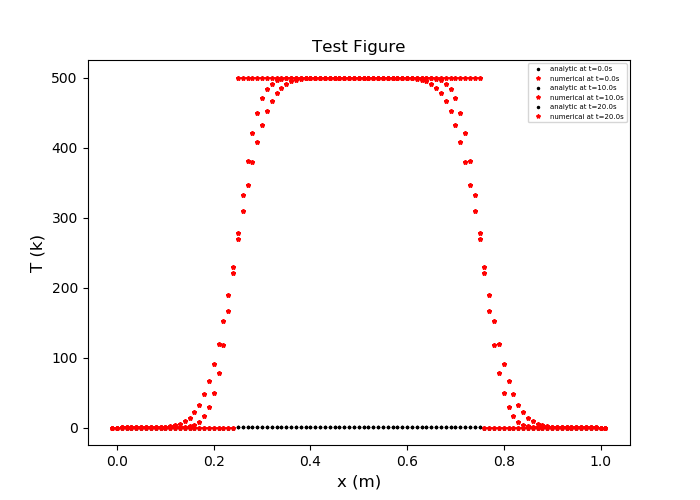 Test Figure
analytic at t=0.0s
numerical at t=0.0s
analytic at t=10.0s
numerical at t=10.0s
analytic at t=20.0s
numerical at t=20.0s
500
400
300
200
100
0
T (k)
0.0 0.2 0.4 0.6 0.8 1.0
x (m)